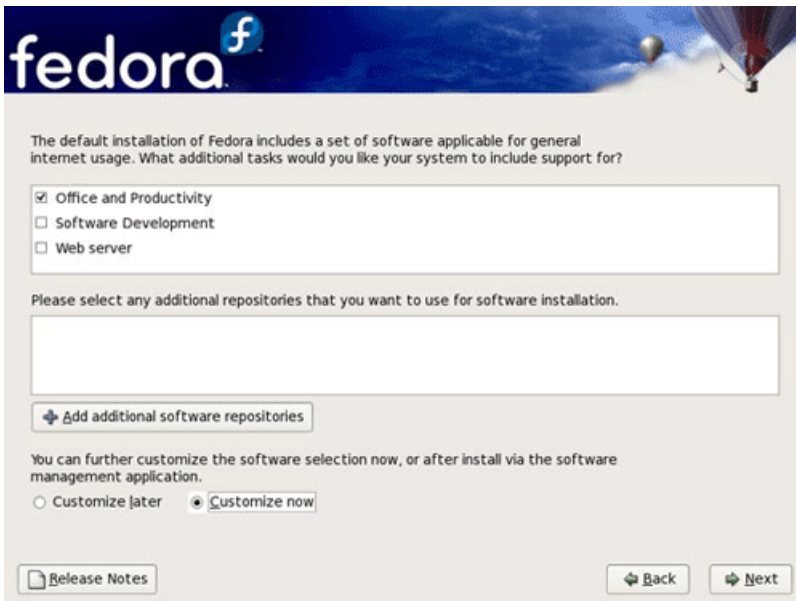 fedora
The default installation of Fedora includes a set of software applicable for general
internet usage. What additional tasks would you like your system to include support for?
Office and Productivity
Software Development
Web server
Please select any additional repositories that you want to use for software installation.
Add additional software repositories
You can further customize the software selection now, or after install via the software
management application.
Customize later Customize now
Release Notes Back Next